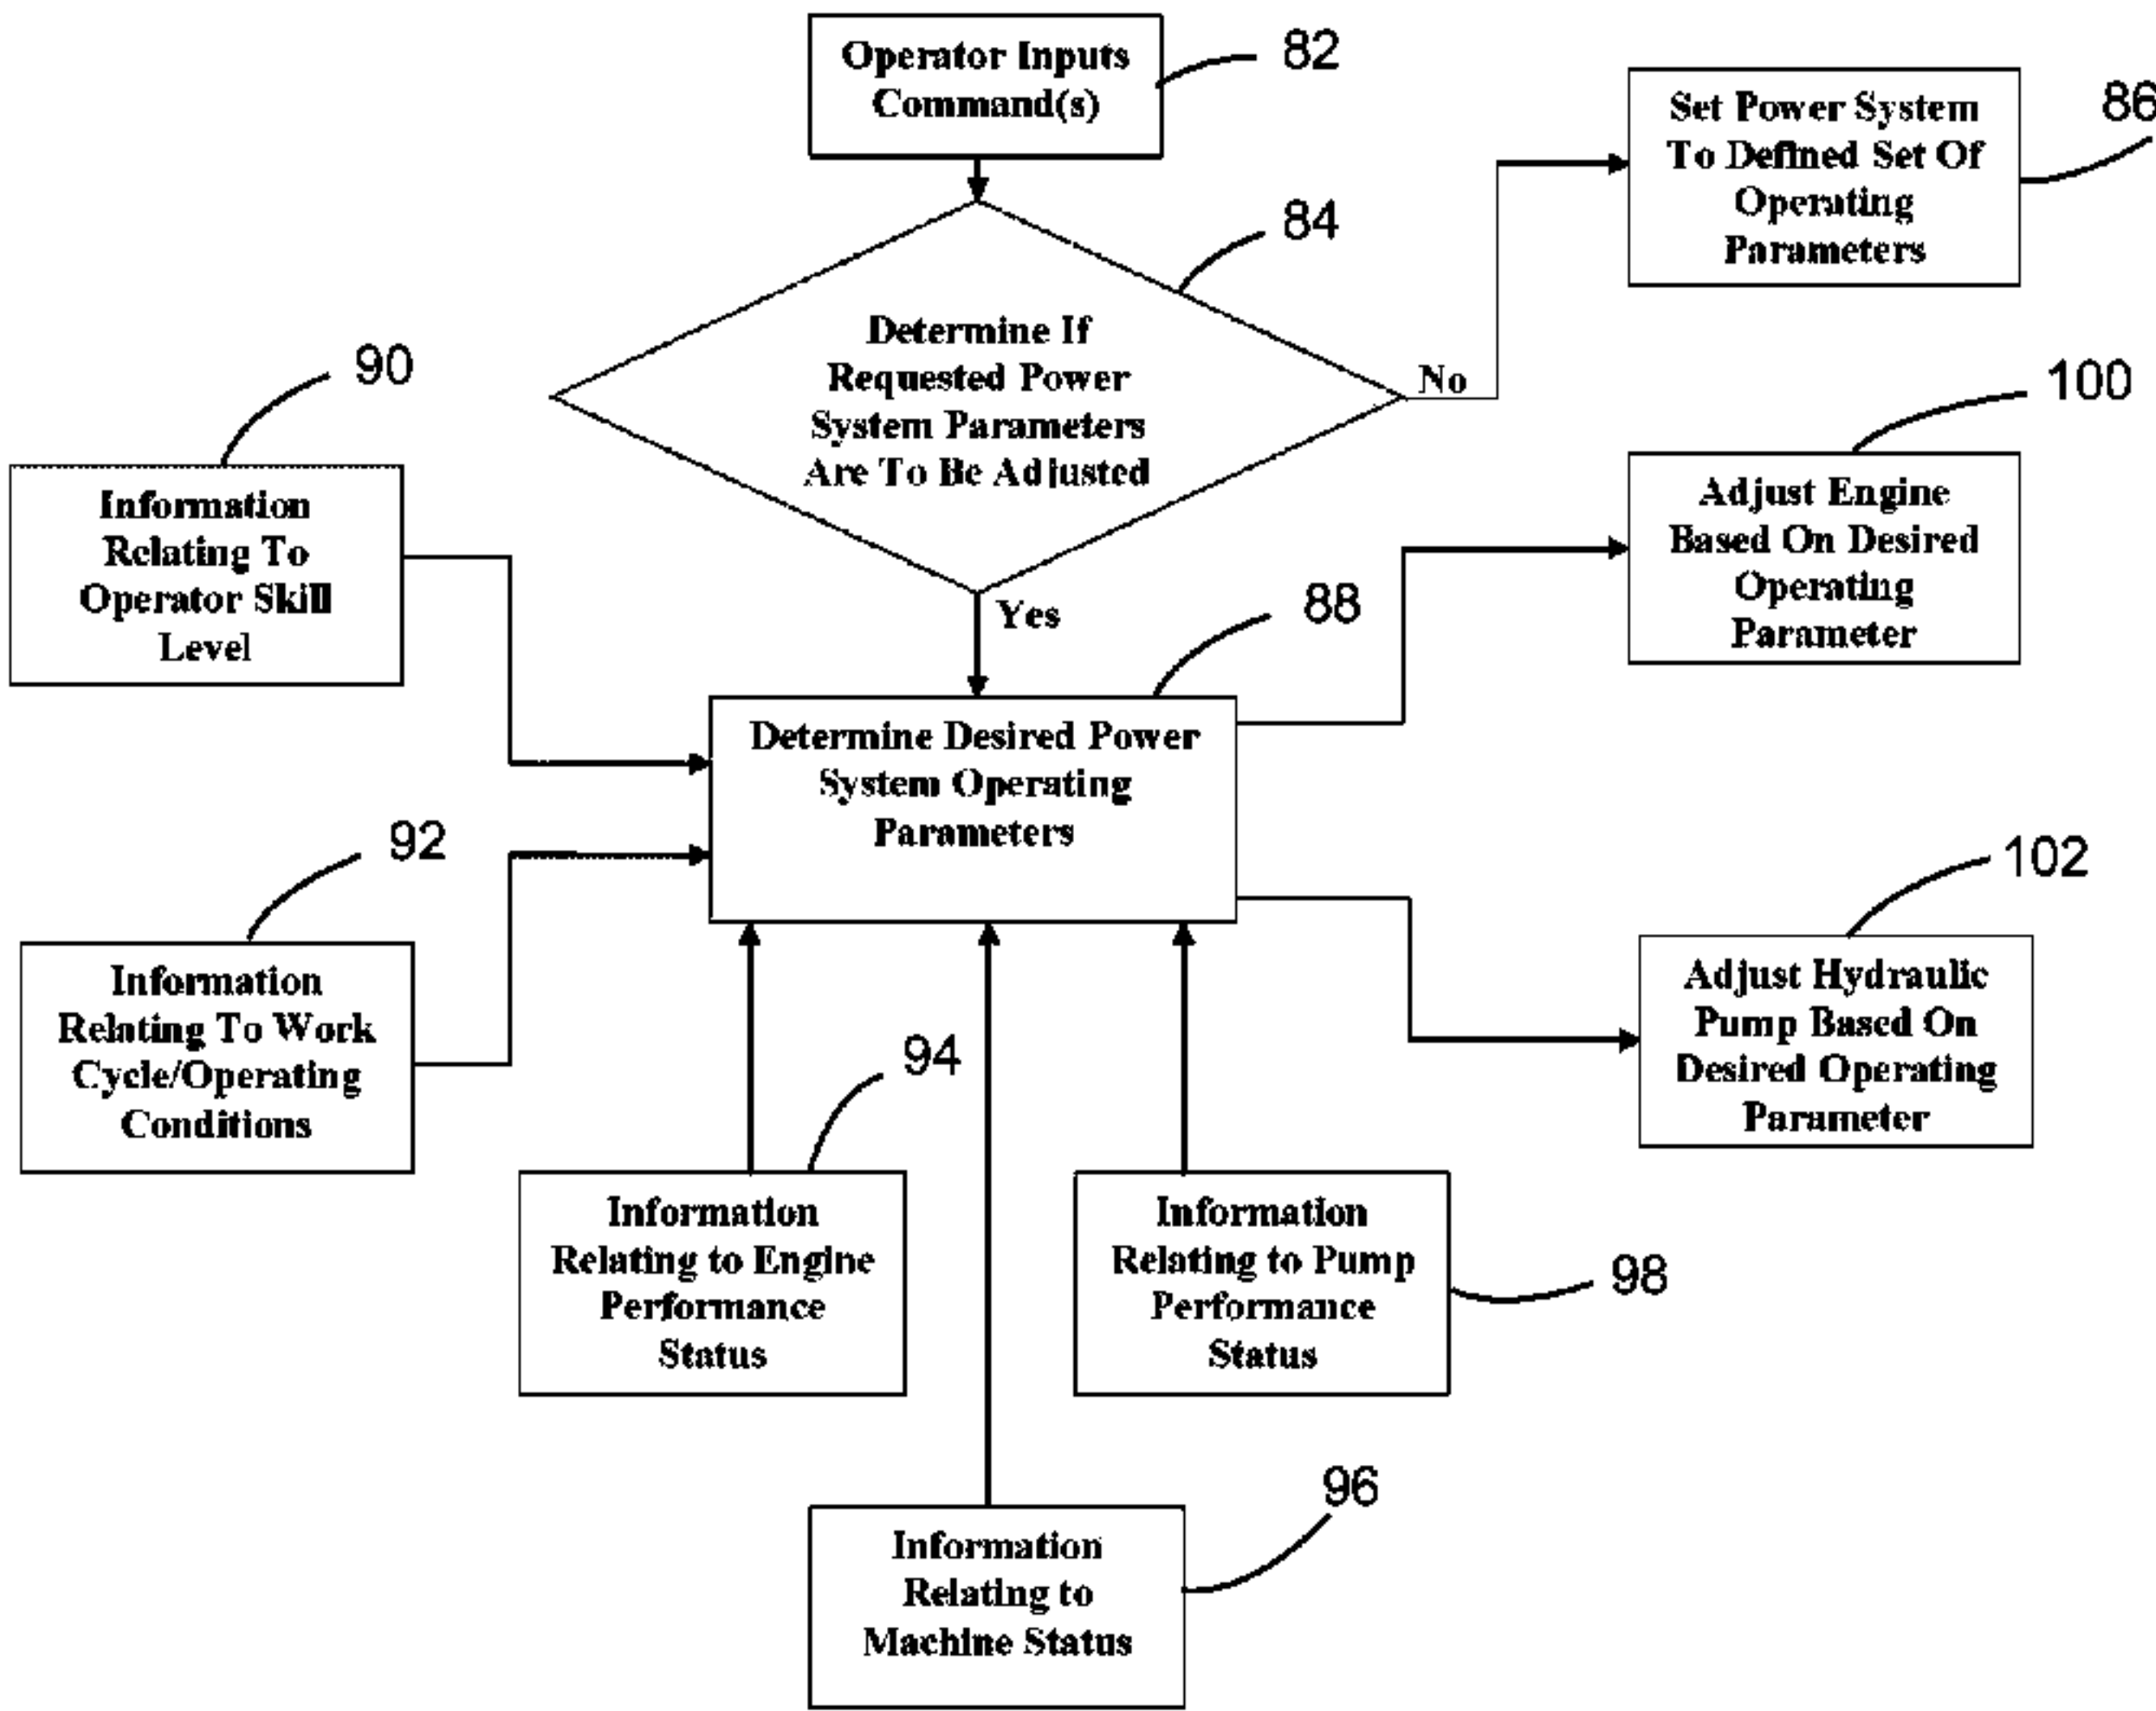 Operator Inputs
Command(s)
82
Set Power System
To Defined Set Of
Operating
Parameters
86
84
Determine If
Requested Power
System Parameters
Are To Be Adjusted
No
Yes
90
Information
Relating To
Operator Skill
Level
100
Adjust Engine
Based On Desired
Operating
Parameter
88
Determine Desired Power
System Operating
Parameters
92
Information
Relating To Work
Cycle/Operating
Conditions
102
Adjust Hydraulic
Pump Based On
Desired Operating
Parameter
94
Information
Relating to Engine
Performance
Status
Information
Relating to Pump
Performance
Status
98
96
Information
Relating to
Machine Status